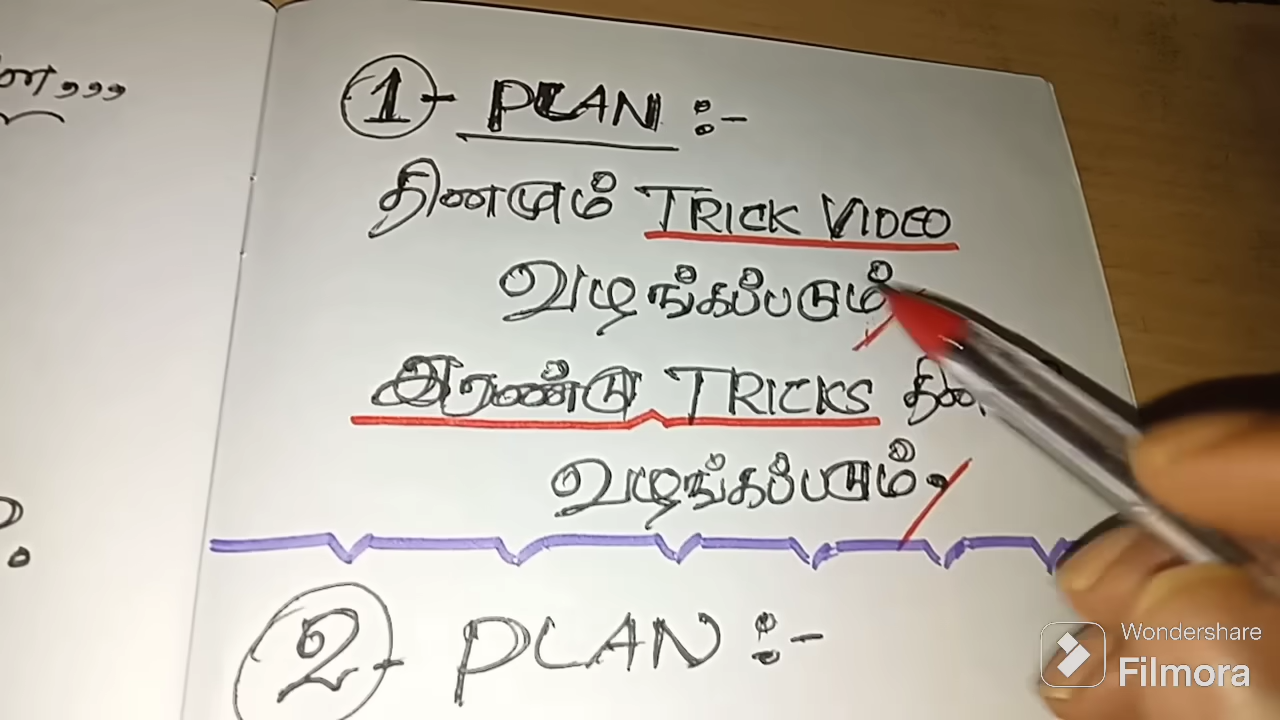 1 - PLAN :-
தினமும் TRICK VIDEO
வழங்கப்படும்
இரண்டு TRICKS
வழங்கப்படும்.
2 - PLAN :-
Wondershare
Filmora